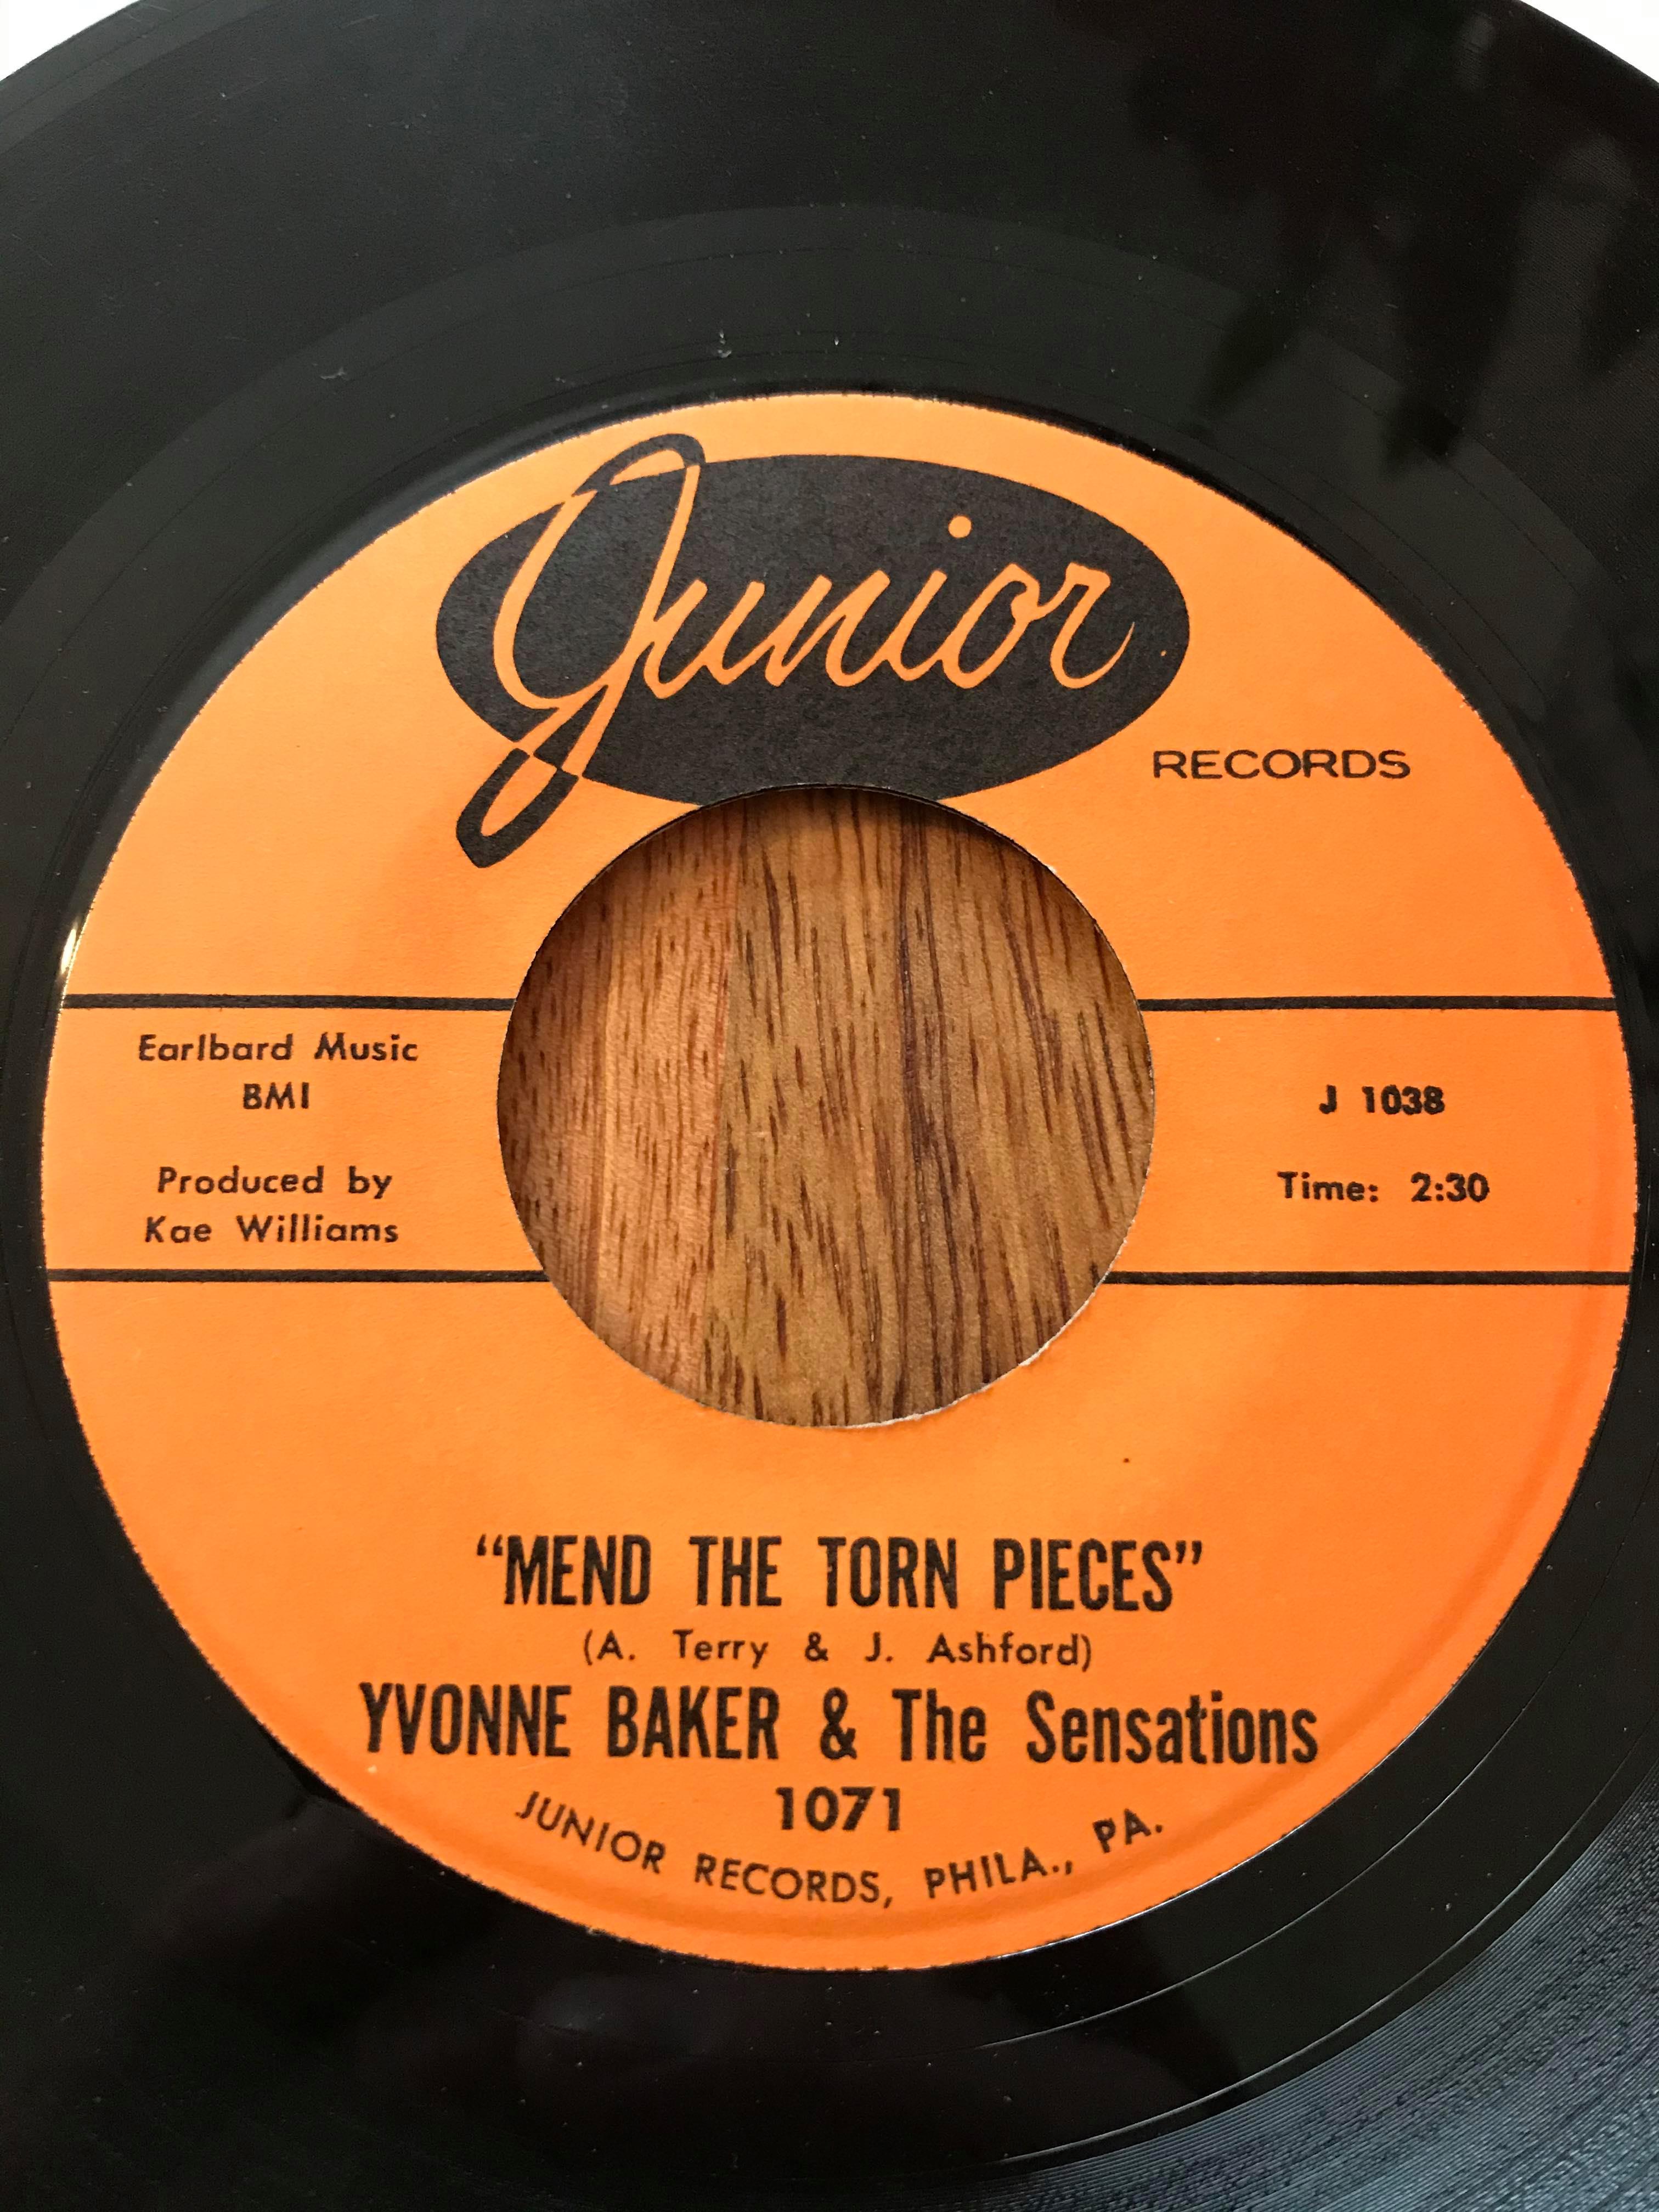 Junior
RECORDS
Earlbard Music
BMI
Produced by
Kae Williams
J 1038
Time: 2:30
“MEND THE TORN PIECES”
(A. Terry & J. Ashford)
YVONNE BAKER & The Sensations
1071
JUNIOR RECORDS, PHILA., PA.